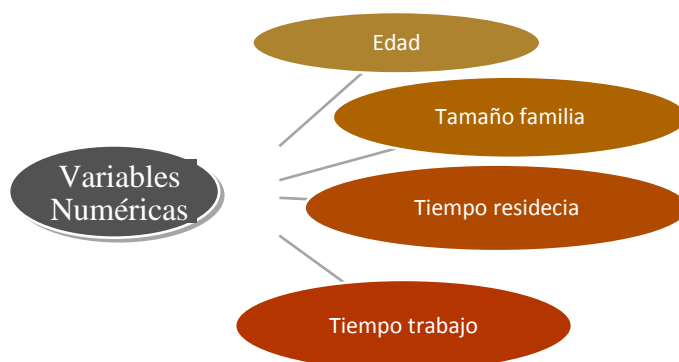 Edad
Tamaño familia
Variables
Numéricas
Tiempo residecia
Tiempo trabajo